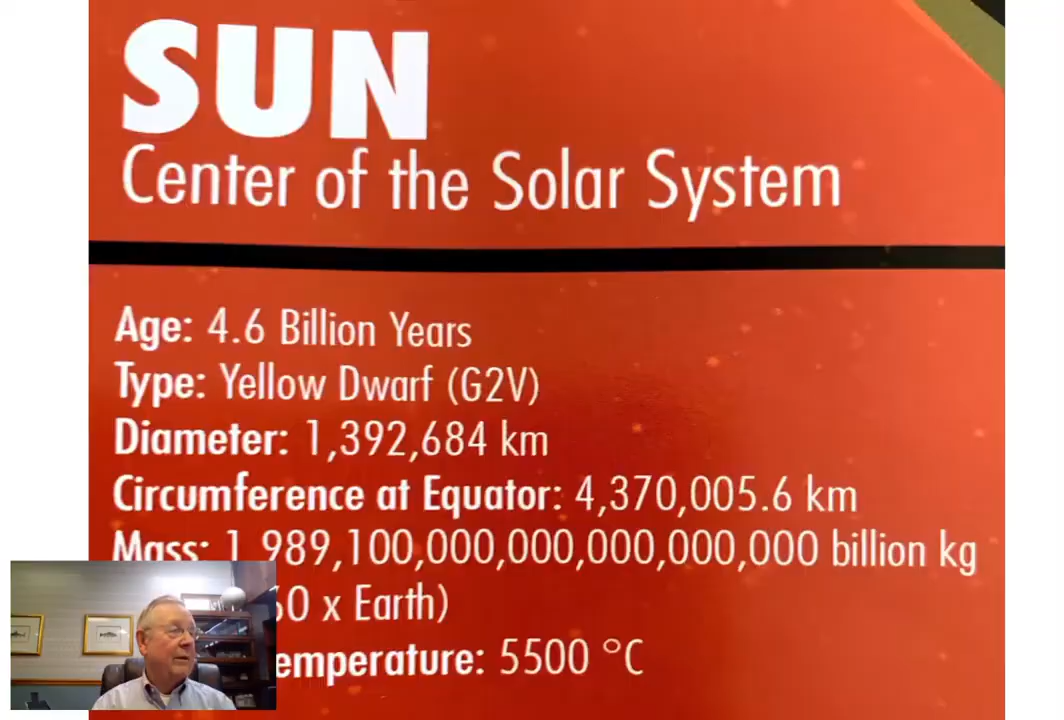 SUN
Center of the Solar System
Age: 4.6 Billion Years
Type: Yellow Dwarf (G2V)
Diameter: 1,392,684 km
Circumference at Equator: 4,370,005.6 km
Mass: 1,989,100,000,000,000,000,000 billion kg
60 x Earth)
emperature: 5500 °C